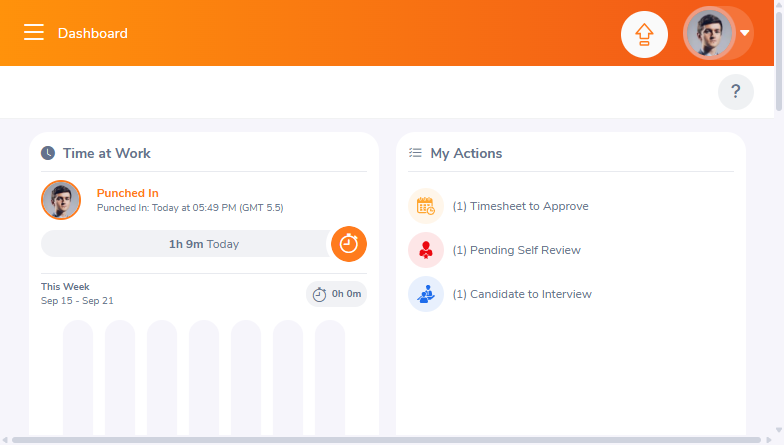 Dashboard
?
Time at Work
Punched In
Punched In: Today at 05:49 PM (GMT 5.5)
1h 9m Today
This Week
Sep 15 - Sep 21
0h 0m
My Actions
(1) Timesheet to Approve
(1) Pending Self Review
(1) Candidate to Interview